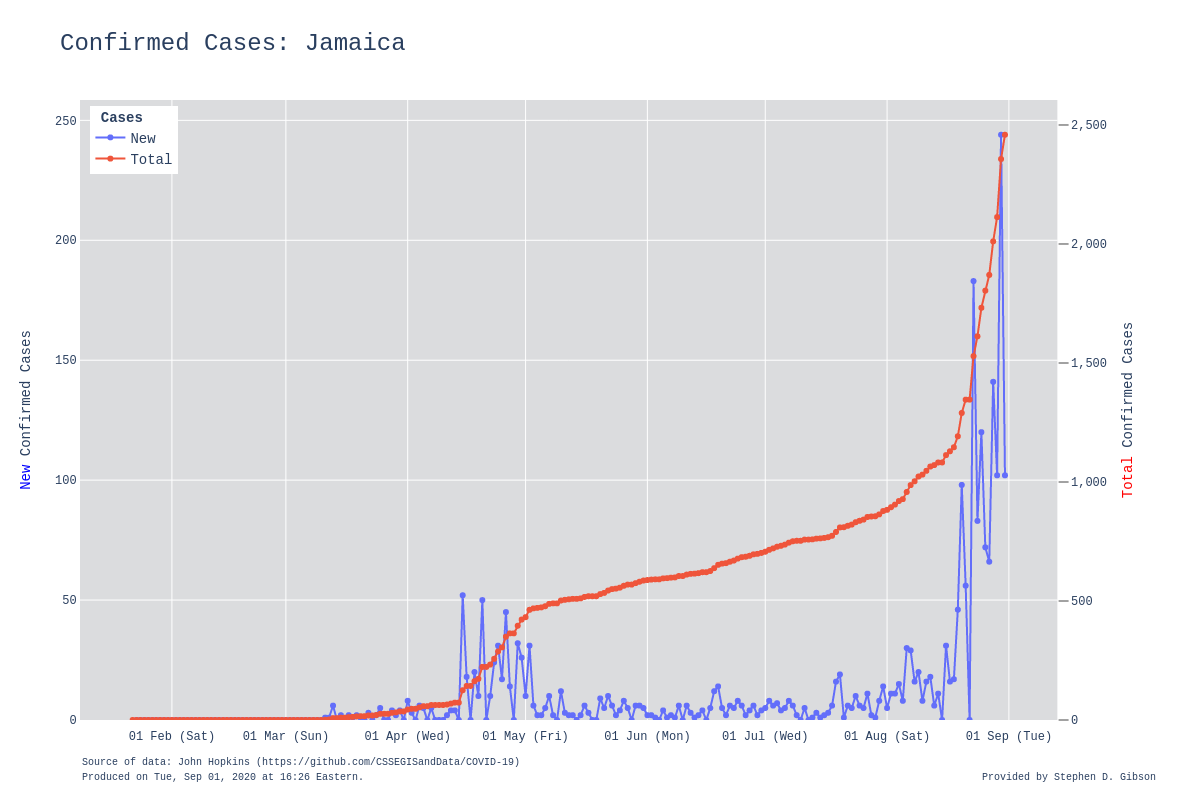 Confirmed Cases: Jamaica
Cases
New
Total
250
200
150
100
50
0
2,500
2,000
1,500
1,000
500
0
New Confirmed Cases
Total Confirmed Cases
01 Feb (Sat) 01 Mar (Sun) 01 Apr (Wed) 01 May (Fri) 01 Jun (Mon) 01 Jul (Wed) 01 Aug (Sat) 01 Sep (Tue)
Source of data: John Hopkins (https://github.com/CSSEGISandData/COVID-19)
Produced on Tue, Sep 01, 2020 at 16:26 Eastern.
Provided by Stephen D. Gibson